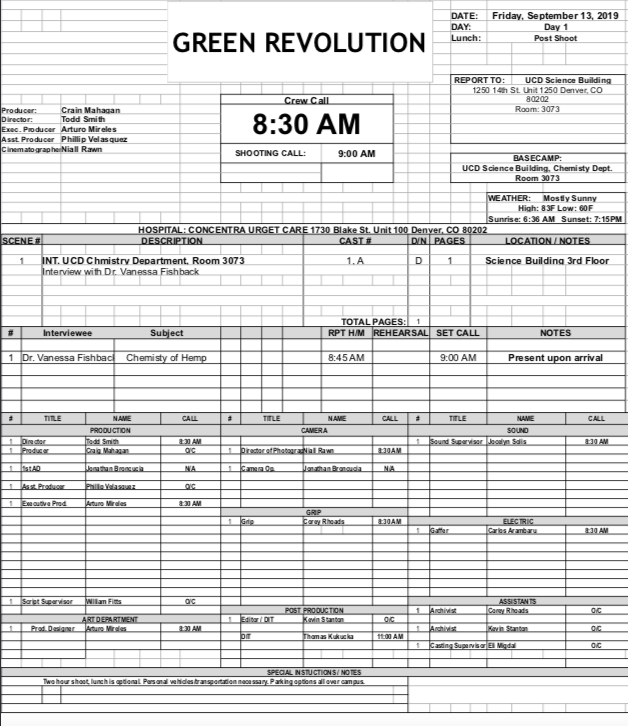 GREEN REVOLUTION
DATE: Friday, September 13, 2019
DAY: Day 1
Lunch: Post Shoot
REPORT TO: UCD Science Building
1250 14th St. Unit 1250 Denver, CO
80202
Room: 3073
Crew Call
8:30 AM
SHOOTING CALL: 9:00 AM
Producer: Crain Mahagan
Director: Todd Smith
Exec. Producer Arturo Mireles
Asst. Producer Phillip Velasquez
Cinematographe Niall Rawn
BASECAMP:
UCD Science Building, Chemisty Dept.
Room 3073
WEATHER: Mostly Sunny
High: 83F Low: 60F
Sunrise: 6:36 AM Sunset: 7:15PM
HOSPITAL: CONCENTRA URGET CARE 1730 Blake St. Unit 100 Denver, CO 80202
SCENE # DESCRIPTION CAST # D/N PAGES LOCATION / NOTES
1 INT. UCD Chmistry Department, Room 3073 1, A D 1 Science Building 3rd Floor
Interview with Dr. Vanessa Fishback
TOTAL PAGES: 1
# Interviewee Subject RPT H/M REHEARSAL SET CALL NOTES
1 Dr. Vanessa Fishbacl Chemisty of Hemp 8:45 AM 9:00 AM Present upon arrival
# TITLE NAME CALL # TITLE NAME CALL # TITLE NAME CALL
PRODUCTION CAMERA SOUND
1 Director Todd Smith 8:30 AM 1 Sound Supervisor Jocelyn Solis 8:30 AM
1 Producer Craig Mahagan O/C 1 Director of Photograp Niall Rawn 8:30AM
1 1st AD Jonathan Broncucia N/A 1 Camera Op. Jonathan Broncucia N/A
1 Asst. Producer Phillip Velasquez O/C
1 Executive Prod. Arturo Mireles 8:30 AM
GRIP
1 Grip Corey Rhoads 8:30AM ELECTRIC
1 Gaffer Carlos Arambaru 8:30 AM
1 Script Supervisor William Fitts O/C ASSISTANTS
POST PRODUCTION 1 Archivist Corey Rhoads O/C
ART DEPARTMENT 1 Editor / DIT Kevin Stanton O/C
1 Prod. Designer Arturo Mireles 8:30 AM 1 Archivist Kevin Stanton O/C
DIT Thomas Kukucka 11:00 AM
1 Casting Supervisor Eli Migdal O/C
SPECIAL INSTUCTIONS / NOTES
Two hour shoot, lunch is optional. Personal vehicles/transportation necessary. Parking options all over campus.